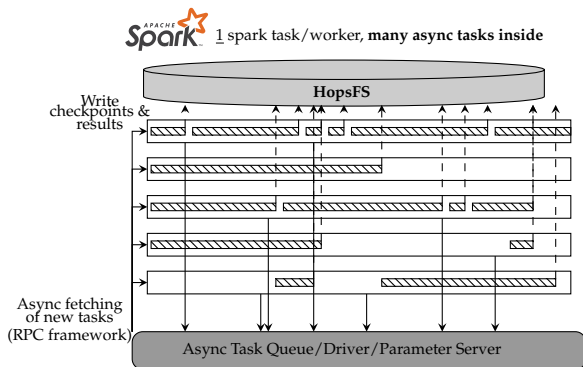 APACHE
Spark™ 1 spark task/worker, many async tasks inside
HopsFS
Write
checkpoints &
results
Async fetching
of new tasks
(RPC framework)
Async Task Queue/Driver/Parameter Server